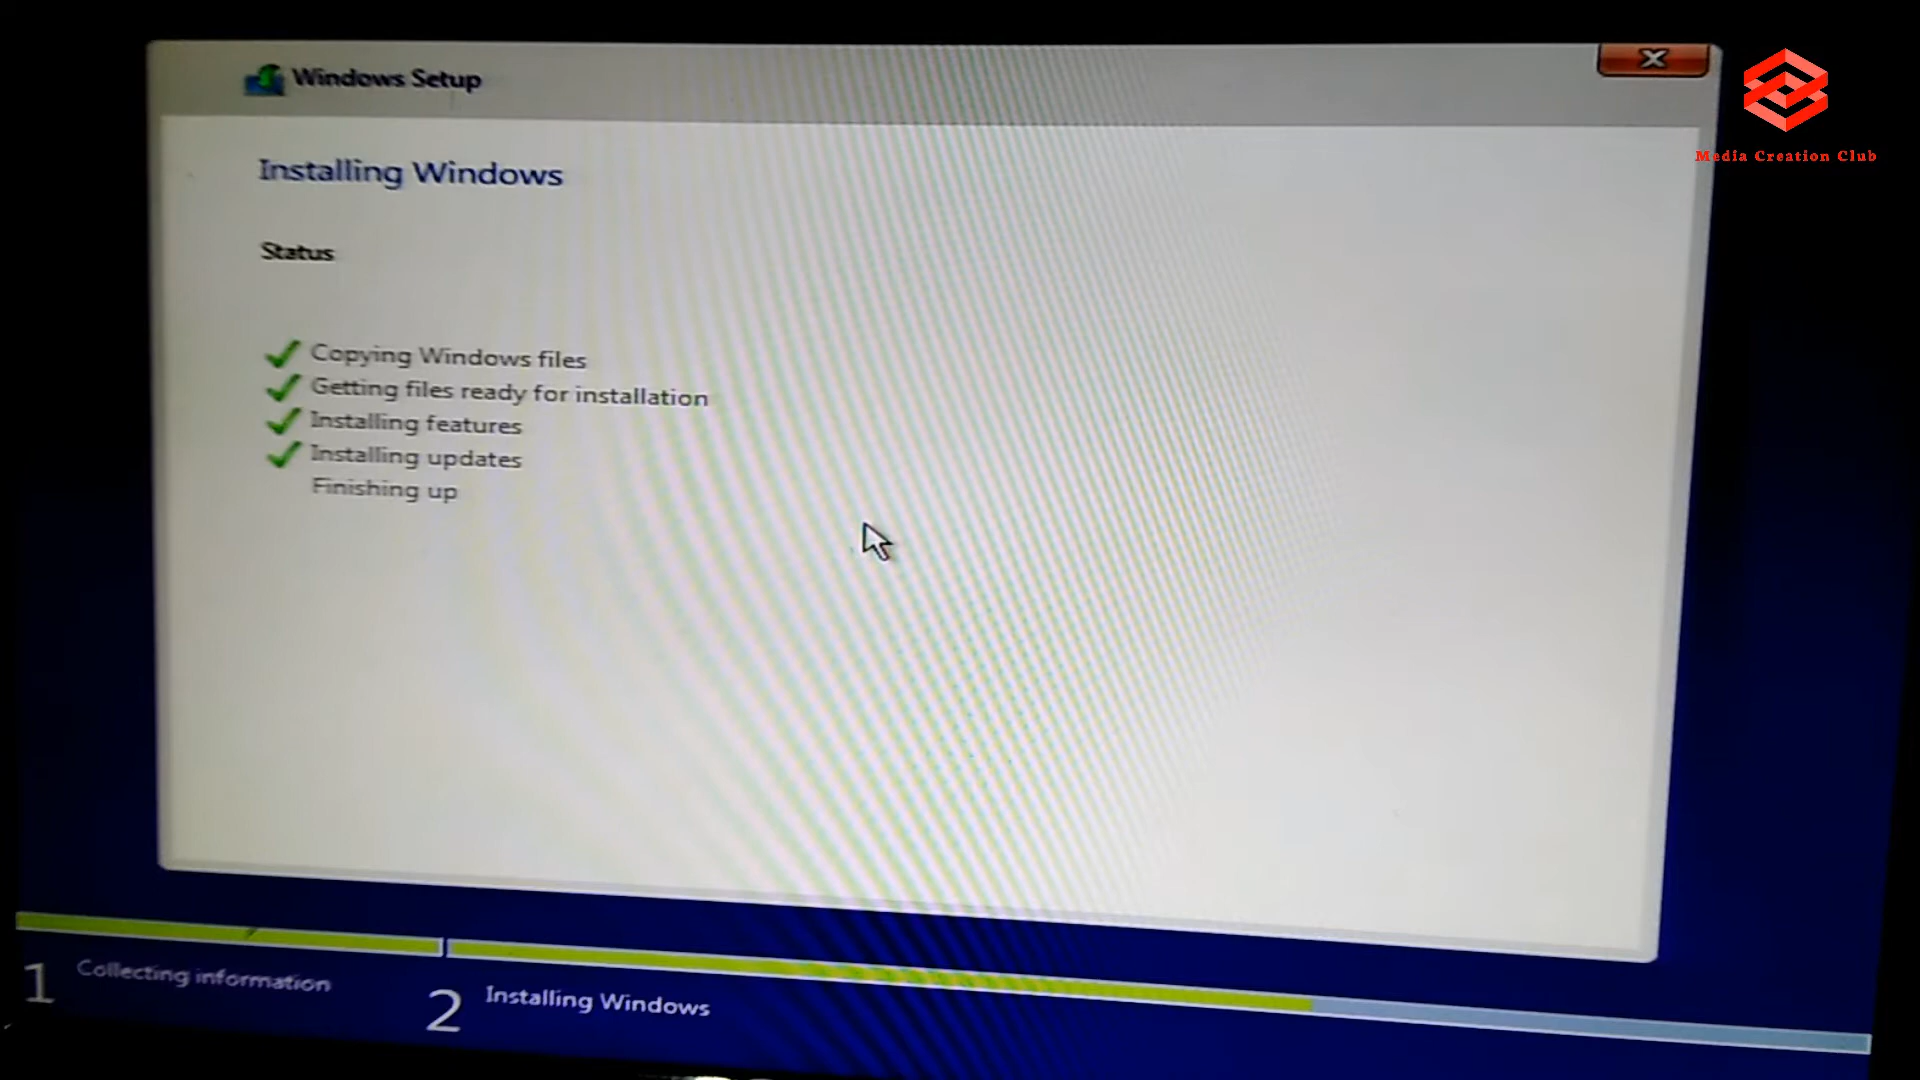 Windows Setup
Media Creation Club
Installing Windows
Status
Copying Windows files
Getting files ready for installation
Installing features
Installing updates
Finishing up
1 Collecting information
2 Installing Windows